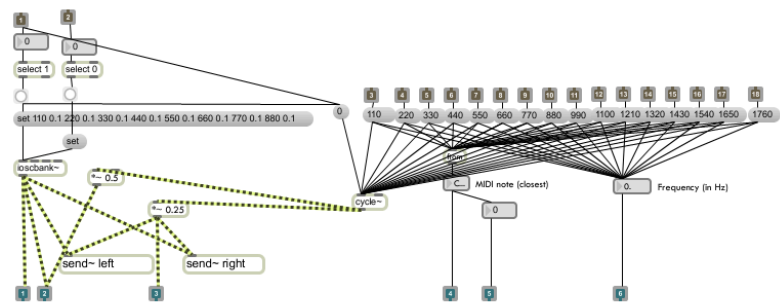 1 2
0 0
select 1 select 0
3 4 5 6 7 8 9 10 11 12 13 14 15 16 17 18
0
110 220 330 440 550 660 770 880 990 1100 1210 1320 1430 1540 1650 1760
set 110 0.1 220 0.1 330 0.1 440 0.1 550 0.1 660 0.1 770 0.1 880 0.1
set
ftom
ioscbank~
*~ 0.5
C... MIDI note (closest)
0. Frequency (in Hz)
cycle~
*~ 0.25
0
send~ left send~ right
1 2 3 4 5 6